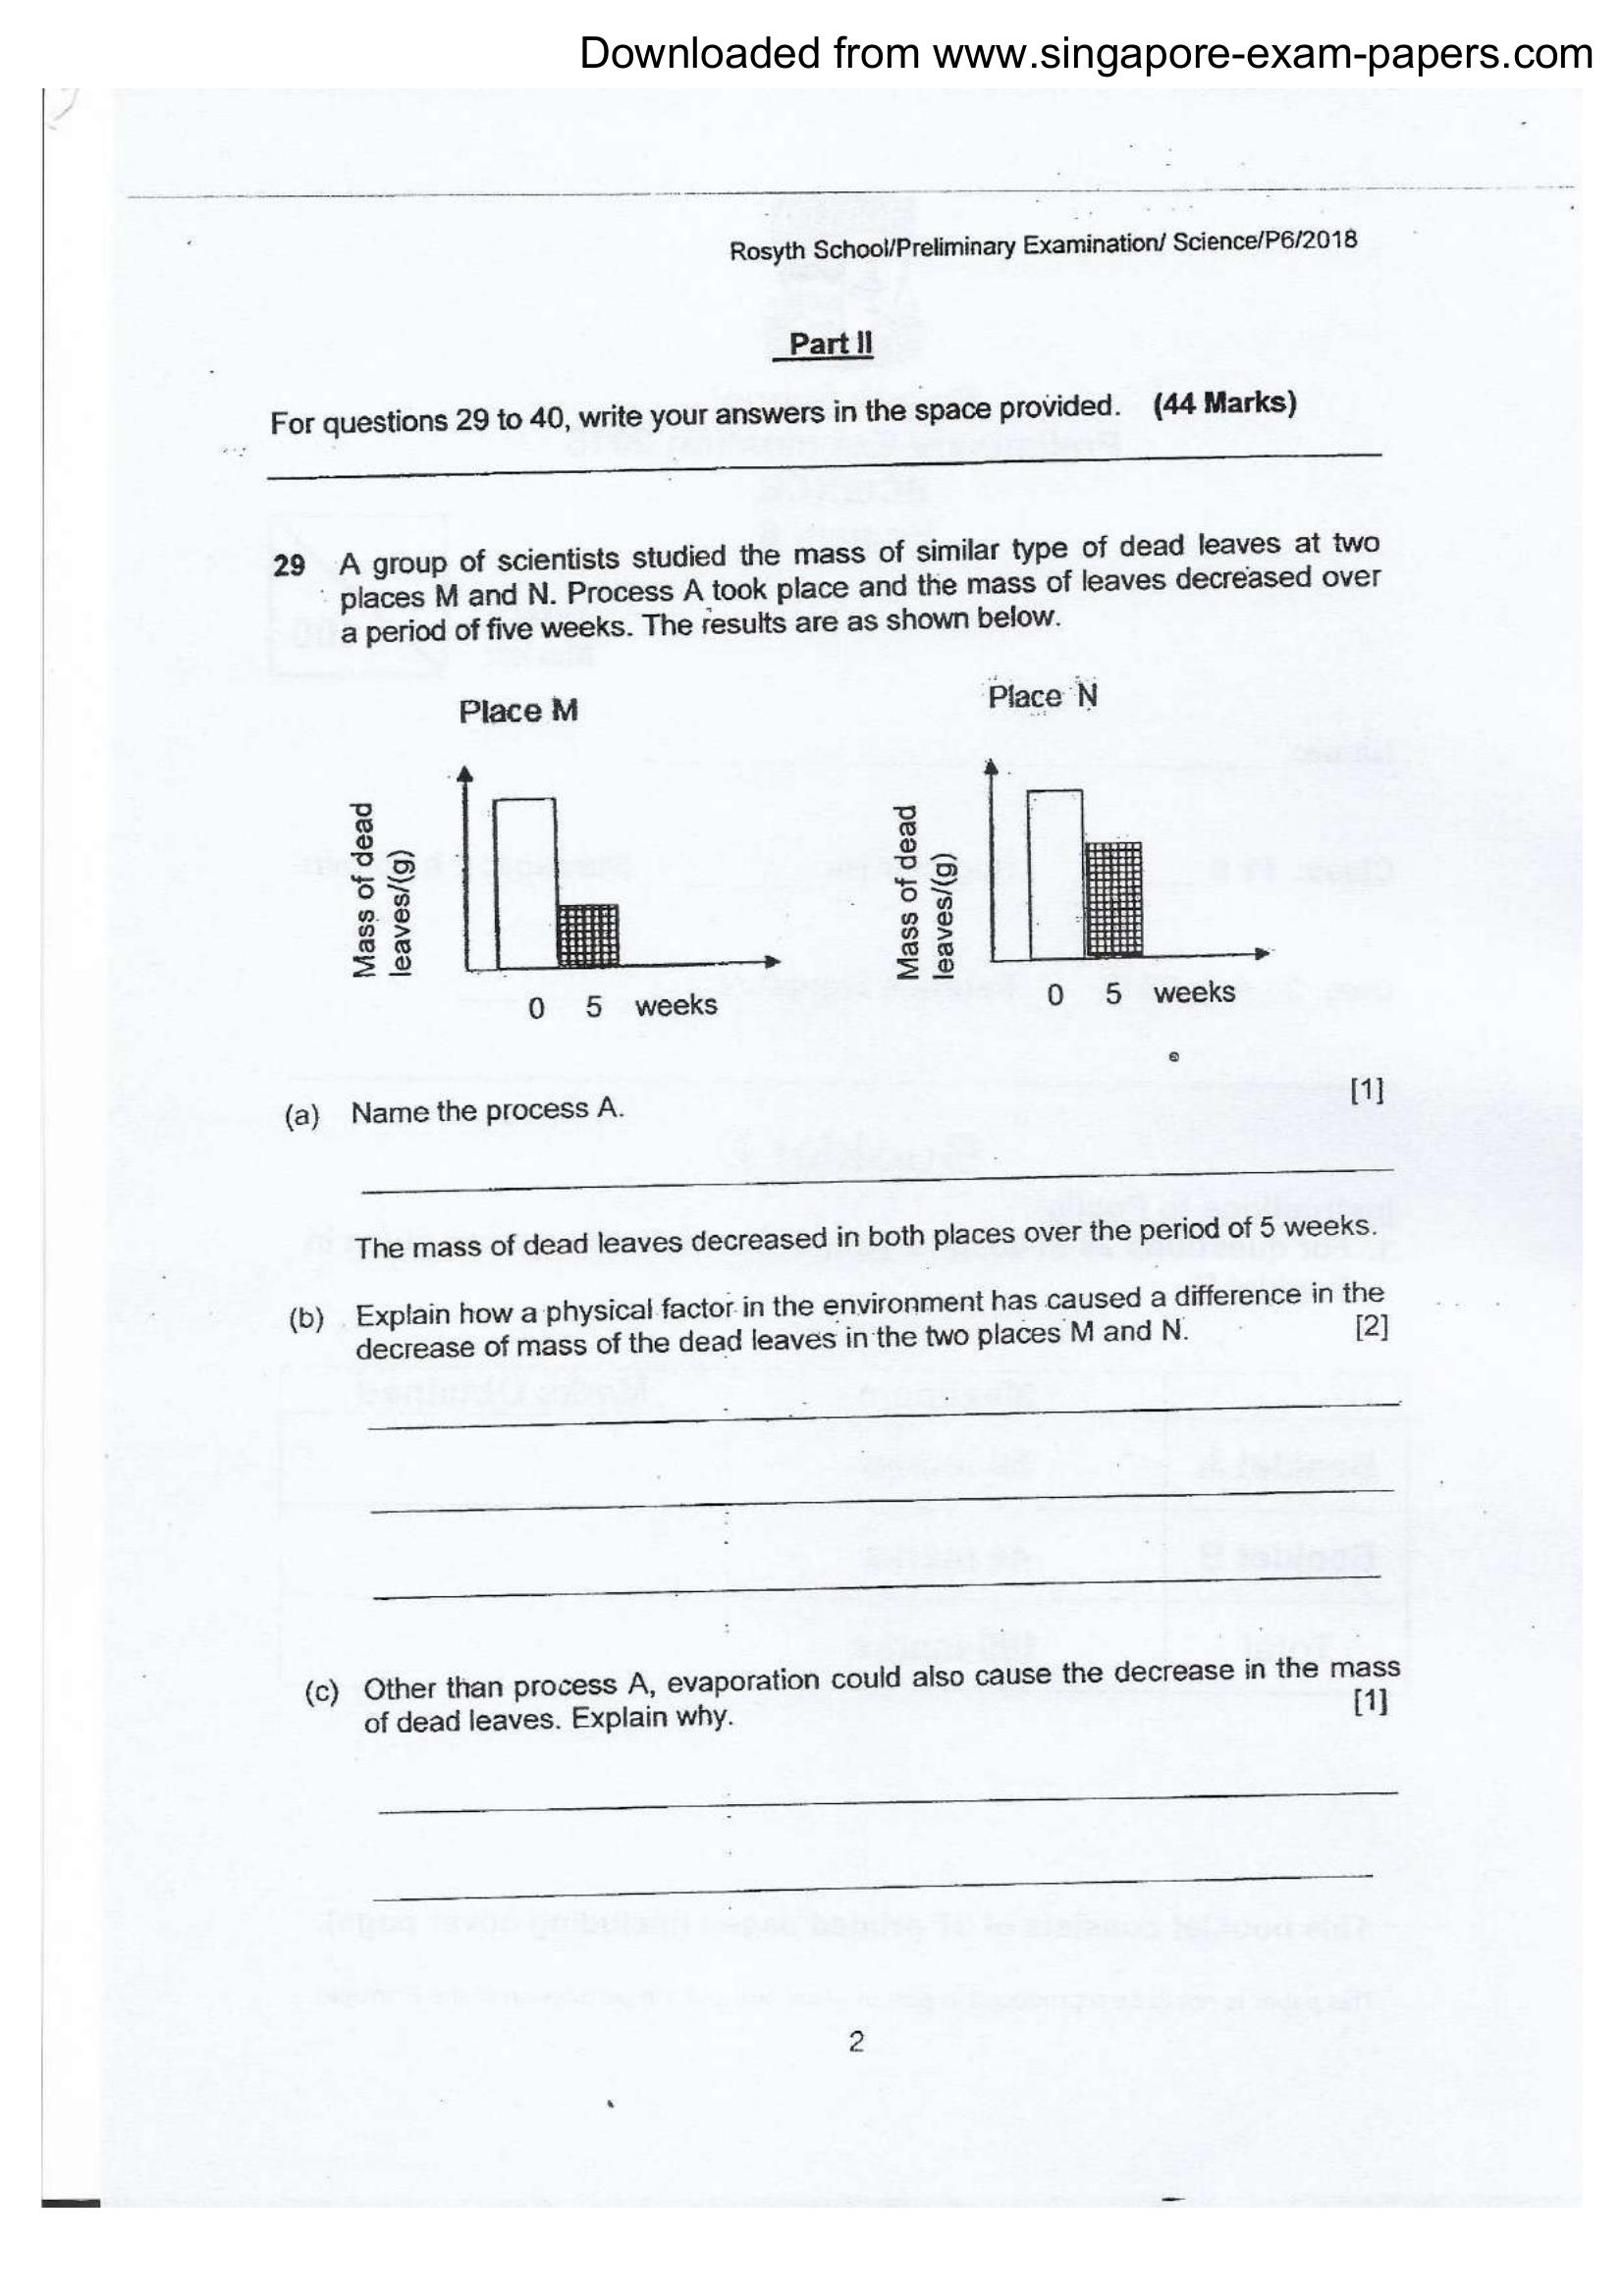 Downloaded from www.singapore-exam-papers.com
Rosyth School/Preliminary Examination/ Science/P6/2018
Part II
For questions 29 to 40, write your answers in the space provided. (44 Marks)
29 A group of scientists studied the mass of similar type of dead leaves at two
places M and N. Process A took place and the mass of leaves decreased over
a period of five weeks. The results are as shown below.
Place M
Mass of dead
leaves/(g)
0 5 weeks
Place N
Mass of dead
leaves/(g)
0 5 weeks
(a) Name the process A. [1]
The mass of dead leaves decreased in both places over the period of 5 weeks.
(b) Explain how a physical factor in the environment has caused a difference in the
decrease of mass of the dead leaves in the two places M and N. [2]
(c) Other than process A, evaporation could also cause the decrease in the mass
of dead leaves. Explain why. [1]
2